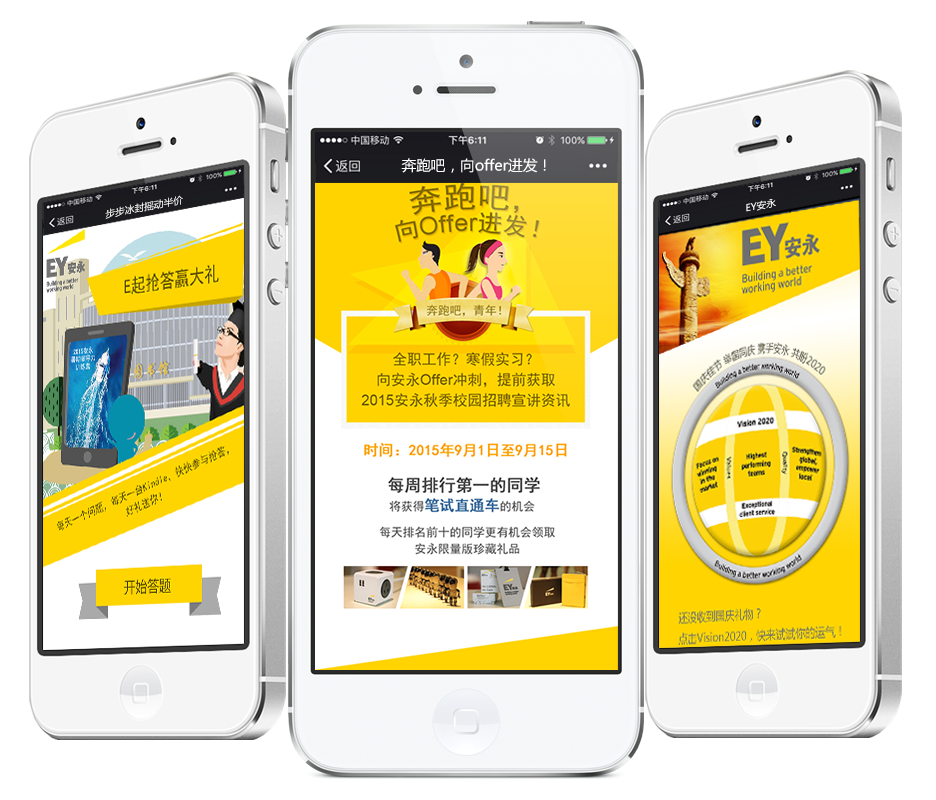 中国移动
下午6:11
100%
返回
步步冰封摇动半价
EY安永
Building a better
working world
E起抢答赢大礼
2015安永
每天一个问题，每天一台Kindle，快快参与抢答，
好礼送你！
开始答题
中国移动
下午6:11
100%
返回
奔跑吧，向offer进发！
奔跑吧，
向Offer进发！
奔跑吧，青年！
全职工作？寒假实习？
向安永Offer冲刺，提前获取
2015安永秋季校园招聘宣讲资讯
时间：2015年9月1日至9月15日
每周排行第一的同学
将获得笔试直通车的机会
每天排名前十的同学更有机会领取
安永限量版珍藏礼品
中国移动
下午6:11
100%
返回
EY安永
EY安永
Building a better
working world
国庆佳节 举国同庆 携手安永 共盼2020
Building a better working world
Vision 2020
Focus on
working
in the
market
Values
Highest
performing
teams
Quality
Strengthen
global,
empower
local
Exceptional
client service
Building a better working world
还没收到国庆礼物？
点击Vision2020，快来试试你的运气！